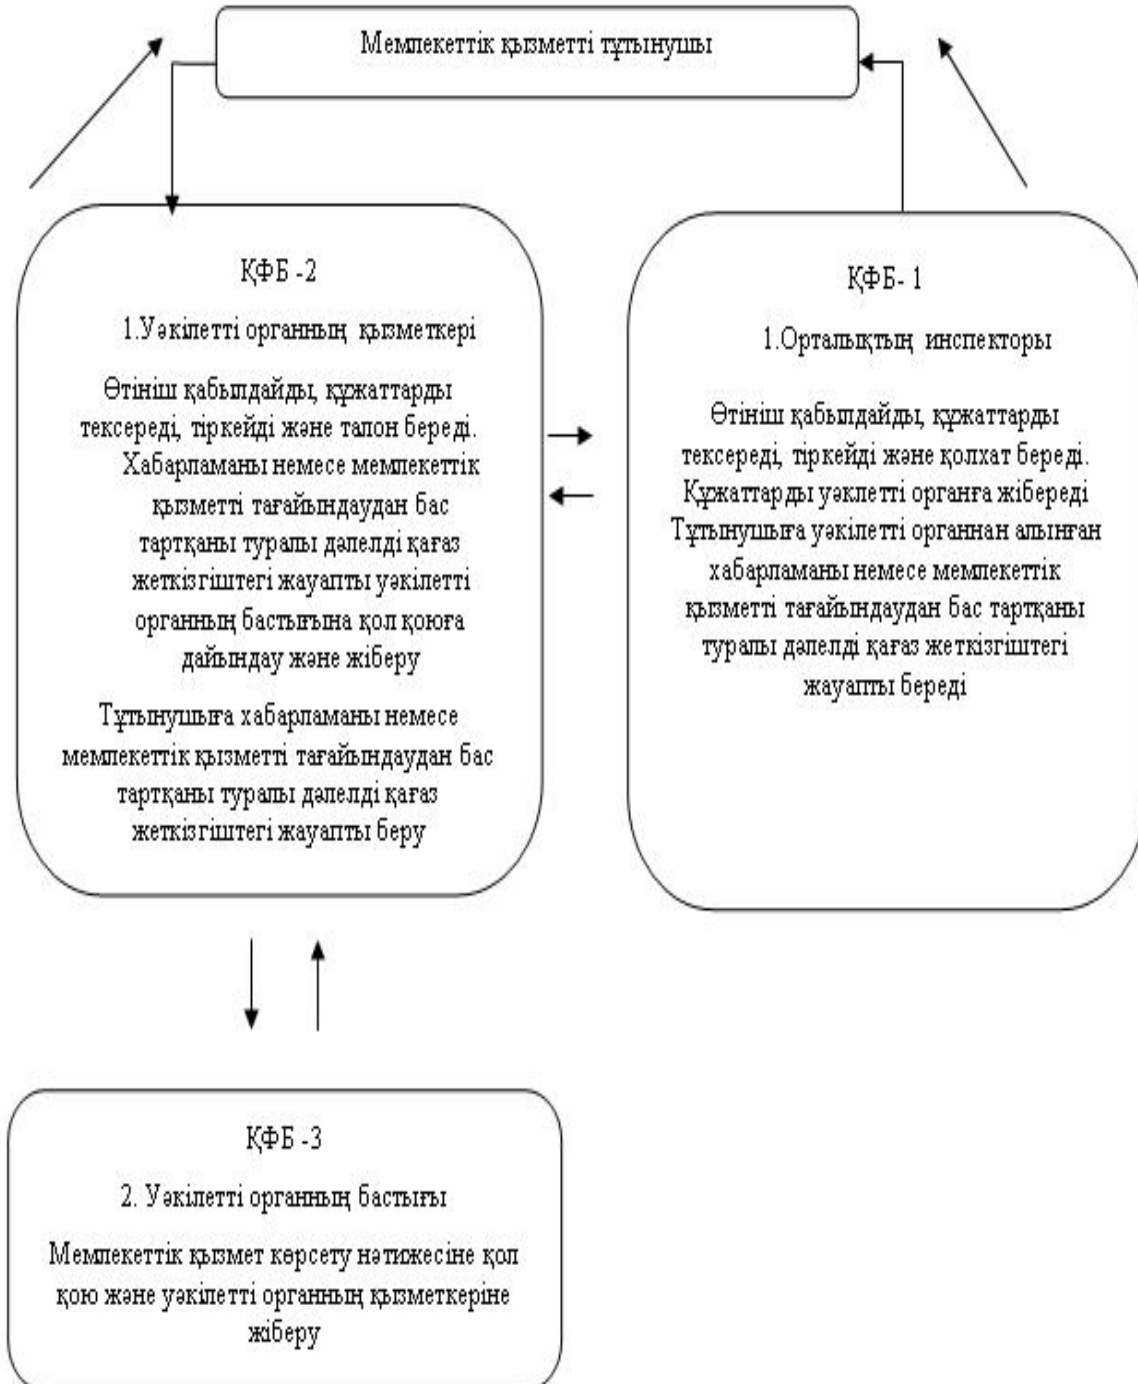 Мемлекеттік қызметті тұтынушы
ҚФБ -2
1.Уәкілетті органның қызметкері
Өтініш қабылдайды, құжаттарды
тексереді, тіркейді және талон береді.
Хабарламаны немесе мемлекеттік
қызметті тағайындаудан бас
тартқаны туралы дәлелді қағаз
жеткізгіштегі жауапты уәкілетті
органның бастығына қол қоюға
дайындау және жіберу
Тұтынушыға хабарламаны немесе
мемлекеттік қызметті тағайындаудан бас
тартқаны туралы дәлелді қағаз
жеткізгіштегі жауапты беру
ҚФБ- 1
1.Орталықтың инспекторы
Өтініш қабылдайды, құжаттарды
тексереді, тіркейді және қолхат береді.
Құжаттарды уәклетті органға жібереді
Тұтынушыға уәкілетті органнан алынған
хабарламаны немесе мемлекеттік
қызметті тағайындаудан бас тартқаны
туралы дәлелді қағаз жеткізгіштегі
жауапты береді
ҚФБ -3
2. Уәкілетті органның бастығы
Мемлекеттік қызмет көрсету нәтижесіне қол
қою және уәкілетті органның қызметкеріне
жіберу